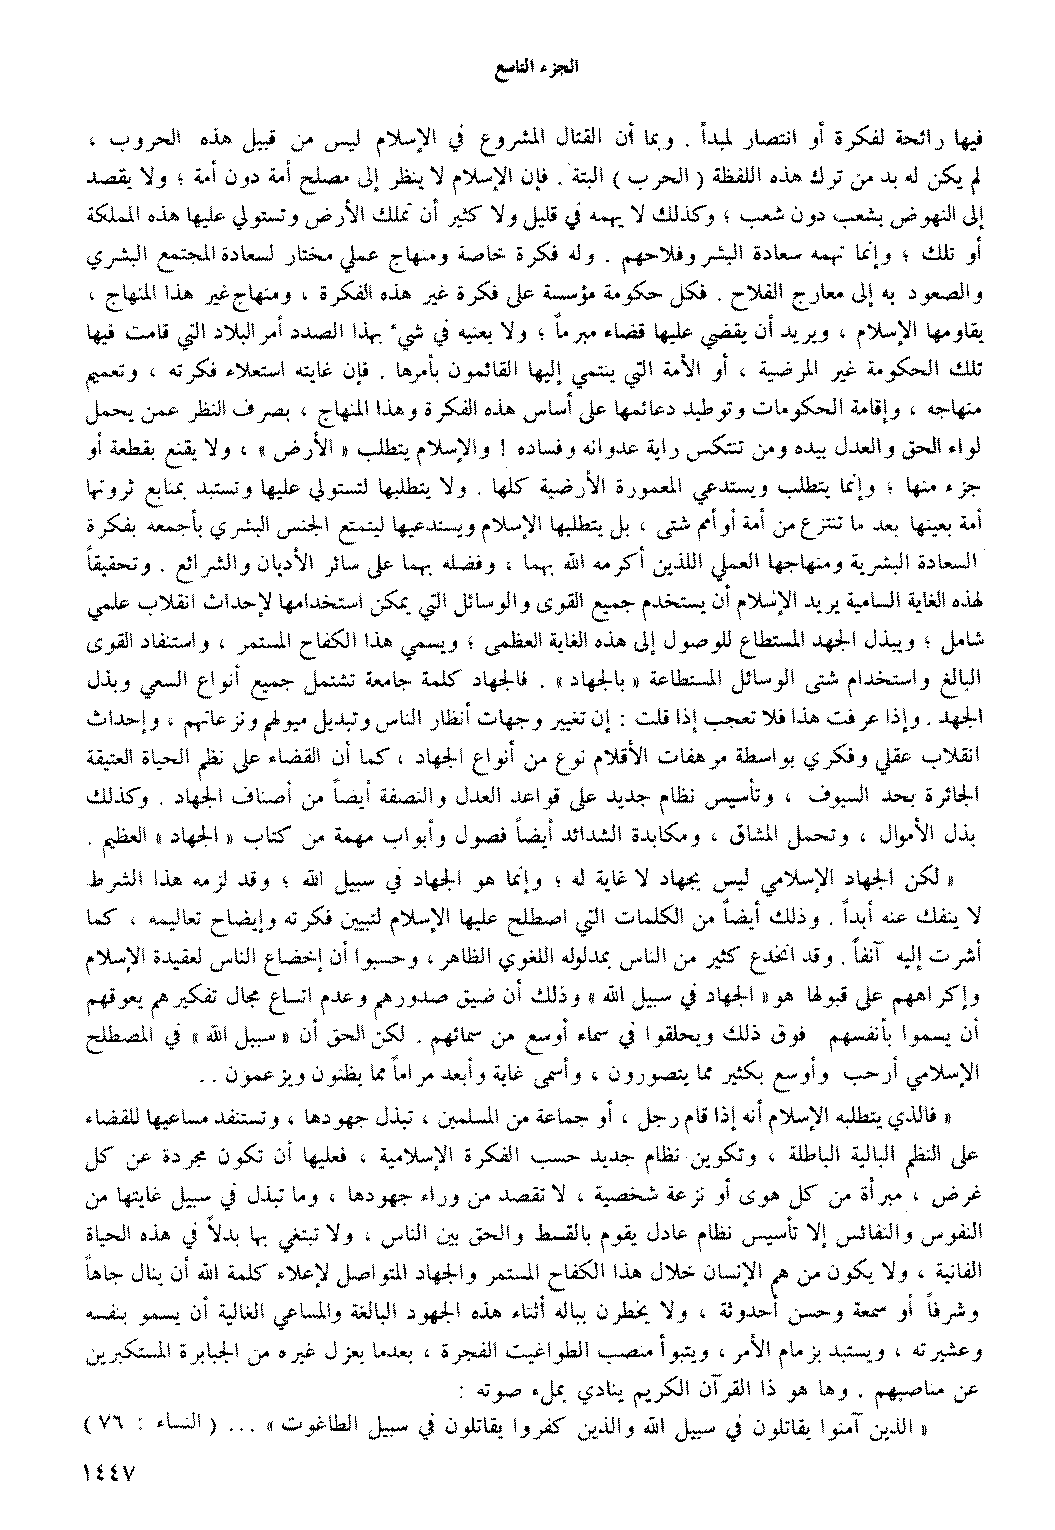 الجزء التاسع
فيها رائحة لفكرة أو انتصار لمبدأ . وبما أن القتال المشروع في الإسلام ليس من قبيل هذه الحروب ،
لم يكن له بد من ترك هذه اللفظة ( الحرب ) البتة . فإن الإسلام لا ينظر إلى مصلح أمة دون أمة ؛ ولا يقصد
إلى النهوض بشعب دون شعب ؛ وكذلك لا يهمه في قليل ولا كثير أن تملك الأرض وتستولي عليها هذه المملكة
أو تلك ؛ وإنما تهمه سعادة البشر وفلاحهم . وله فكرة خاصة ومنهاج عملي مختار لسعادة المجتمع البشري
والصعود به إلى معارج الفلاح . فكل حكومة مؤسسة على فكرة غير هذه الفكرة ، ومنهاج غير هذا المنهاج ،
يقاومها الإسلام ، ويريد أن يقضي عليها قضاء مبرماً ؛ ولا يعنيه في شيء بهذا الصدد أمر البلاد التي قامت فيها
تلك الحكومة غير المرضية ، أو الأمة التي ينتمي إليها القائمون بأمرها . فإن غايته استعلاء فكرته ، وتعميم
منهاجه ، وإقامة الحكومات وتوطيد دعائمها على أساس هذه الفكرة وهذا المنهاج ، بصرف النظر عمن يحمل
لواء الحق والعدل بيده ومن تنتكس راية عدوانه وفساده ! والإسلام يتطلب « الأرض » ، ولا يقنع بقطعة أو
جزء منها ؛ وإنما يتطلب ويستدعي المعمورة الأرضية كلها . ولا يتطلبها لتستولي عليها وتستبد بمنابع ثروتها
أمة بعينها بعد ما تنتزع من أمة أو أمم شتى ، بل يتطلبها الإسلام ويستدعيها ليتمتع الجنس البشري بأجمعه بفكرة
السعادة البشرية ومنهاجها العملي اللذين أكرمه الله بهما ، وفضله بهما على سائر الأديان والشرائع . وتحقيقاً
لهذه الغاية السامية يريد الإسلام أن يستخدم جميع القوى والوسائل التي يمكن استخدامها لإحداث انقلاب علمي
شامل ؛ ويبذل الجهد المستطاع للوصول إلى هذه الغاية العظمى ؛ ويسمي هذا الكفاح المستمر ، واستنفاد القوى
البالغ واستخدام شتى الوسائل المستطاعة « بالجهاد » . فالجهاد كلمة جامعة تشتمل جميع أنواع السعي وبذل
الجهد . وإذا عرفت هذا فلا تعجب إذا قلت : إن تغيير وجهات أنظار الناس وتبديل ميولهم ونزعاتهم ، وإحداث
انقلاب عقلي وفكري بواسطة مرهفات الأقلام نوع من أنواع الجهاد ، كما أن القضاء على نظم الحياة العتيقة
الجائرة بحد السيوف ، وتأسيس نظام جديد على قواعد العدل والنصفة أيضاً من أصناف الجهاد . وكذلك
بذل الأموال ، وتحمل المشاق ، ومكابدة الشدائد أيضاً فصول وأبواب مهمة من كتاب « الجهاد » العظيم .
« لكن الجهاد الإسلامي ليس بجهاد لا غاية له ؛ وإنما هو الجهاد في سبيل الله ؛ وقد لزمه هذا الشرط
لا ينفك عنه أبداً . وذلك أيضاً من الكلمات التي اصطلح عليها الإسلام لتبيين فكرته وإيضاح تعاليمه ، كما
أشرت إليه آنفاً . وقد انخدع كثير من الناس بمدلوله اللغوي الظاهر ، وحسبوا أن إخضاع الناس لعقيدة الإسلام
وإكراههم على قبولها هو « الجهاد في سبيل الله » وذلك أن ضيق صدورهم وعدم اتساع مجال تفكيرهم يعوقهم
أن يسموا بأنفسهم فوق ذلك ويحلقوا في سماء أوسع من سمائهم . لكن الحق أن « سبيل الله » في المصطلح
الإسلامي أرحب وأوسع بكثير مما يتصورون ، وأسمى غاية وأبعد مراماً مما يظنون ويزعمون . .
« فالذي يتطلبه الإسلام أنه إذا قام رجل ، أو جماعة من المسلمين ، تبذل جهودها ، وتستنفد مساعيها للقضاء
على النظم البالية الباطلة ، وتكوين نظام جديد حسب الفكرة الإسلامية ، فعليها أن تكون مجردة عن كل
غرض ، مبرأة من كل هوى أو نزعة شخصية ، لا تقصد من وراء جهودها ، وما تبذل في سبيل غايتها من
النفوس والنفائس إلا تأسيس نظام عادل يقوم بالقسط والحق بين الناس ، ولا تبتغي بها بدلاً في هذه الحياة
الفانية ، ولا يكون من هم الإنسان خلال هذا الكفاح المستمر والجهاد المتواصل لإعلاء كلمة الله أن ينال جاهاً
وشرفاً أو سمعة وحسن أحدوثة ، ولا يخطرن بباله أثناء هذه الجهود البالغة والمساعي الغالية أن يسمو بنفسه
وعشيرته ، ويستبد بزمام الأمر ، ويتبوأ منصب الطواغيت الفجرة ، بعدما يعزل غيره من الجبابرة المستكبرين
عن مناصبهم . وها هو ذا القرآن الكريم ينادي بملء صوته :
« الذين آمنوا يقاتلون في سبيل الله والذين كفروا يقاتلون في سبيل الطاغوت » ... ( النساء : ٧٦ )
١٤٤٧